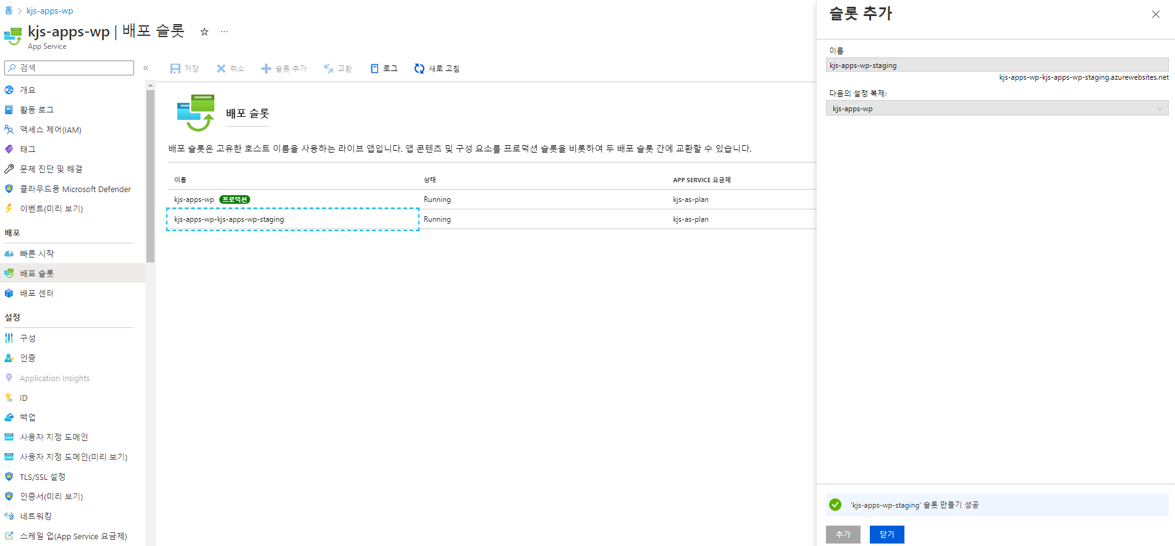 홈 > kjs-apps-wp
kjs-apps-wp | 배포 슬롯 ☆ ···
App Service
검색 «
개요
활동 로그
액세스 제어(IAM)
태그
문제 진단 및 해결
클라우드용 Microsoft Defender
이벤트(미리 보기)
배포
빠른 시작
배포 슬롯
배포 센터
설정
구성
인증
Application Insights
ID
백업
사용자 지정 도메인
사용자 지정 도메인(미리 보기)
TLS/SSL 설정
인증서(미리 보기)
네트워킹
스케일 업(App Service 요금제)
저장 취소 슬롯 추가 교환 로그 새로 고침
배포 슬롯
배포 슬롯은 고유한 호스트 이름을 사용하는 라이브 앱입니다. 앱 콘텐츠 및 구성 요소를 프로덕션 슬롯을 비롯하여 두 배포 슬롯 간에 교환할 수 있습니다.
이름 상태 APP SERVICE 요금제
kjs-apps-wp 프로덕션 Running kjs-as-plan
kjs-apps-wp-kjs-apps-wp-staging Running kjs-as-plan
슬롯 추가
이름
kjs-apps-wp-staging
kjs-apps-wp-kjs-apps-wp-staging.azurewebsites.net
다음의 설정 복제:
kjs-apps-wp
'kjs-apps-wp-staging' 슬롯 만들기 성공
추가 닫기